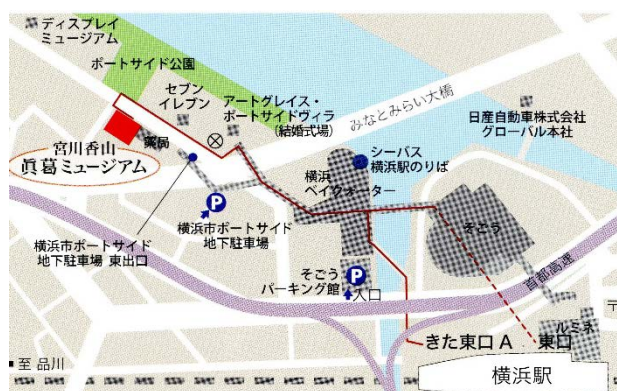 ディスプレイ
ミュージアム
ポートサイド公園
セブン
イレブン
アートグレイス・
ポートサイドヴィラ
(結婚式場)
みなとみらい大橋
日産自動車株式会社
グローバル本社
薬局
宮川香山
眞葛ミュージアム
シーバス
横浜駅のりば
横浜
ベイクォーター
P
横浜市ポートサイド
地下駐車場 東出口
横浜市ポートサイド
地下駐車場
そごう
P
そごう
パーキング館
入口
首都高速
〒
ルミネ
きた東口 A
東口
至 品川
横浜駅